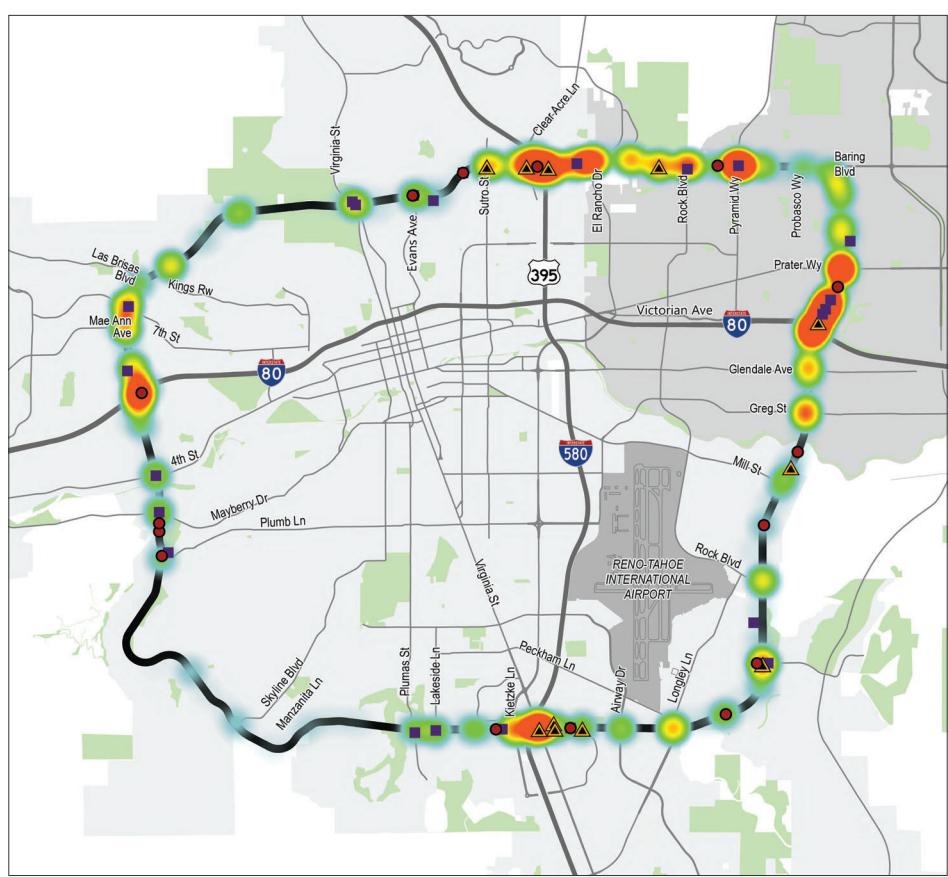 Clear Acre Ln
Virginia St
Baring
Blvd
Sutro St
El Rancho Dr
Rock Blvd
Pyramid Wy
Probasco Wy
Evans Ave
Las Brisas
Blvd
Kings Rw
395
Prater Wy
Mae Ann
Ave
7th St
Victorian Ave
INTERSTATE
80
INTERSTATE
80
Glendale Ave
Greg St
INTERSTATE
580
4th St
Mill St
Mayberry Dr
Plumb Ln
Rock Blvd
Virginia St
RENO-TAHOE
INTERNATIONAL
AIRPORT
Skyline Blvd
Manzanita Ln
Plumas St
Lakeside Ln
Kietzke Ln
Peckham Ln
Airway Dr
Longley Ln